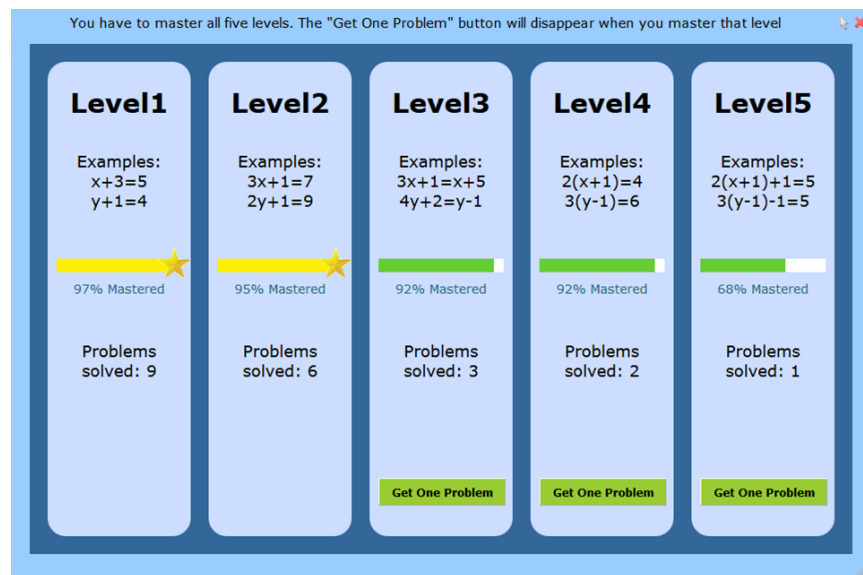 You have to master all five levels. The "Get One Problem" button will disappear when you master that level
Level1
Examples:
x+3=5
y+1=4
97% Mastered
Problems
solved: 9
Level2
Examples:
3x+1=7
2y+1=9
95% Mastered
Problems
solved: 6
Level3
Examples:
3x+1=x+5
4y+2=y-1
92% Mastered
Problems
solved: 3
Get One Problem
Level4
Examples:
2(x+1)=4
3(y-1)=6
92% Mastered
Problems
solved: 2
Get One Problem
Level5
Examples:
2(x+1)+1=5
3(y-1)-1=5
68% Mastered
Problems
solved: 1
Get One Problem